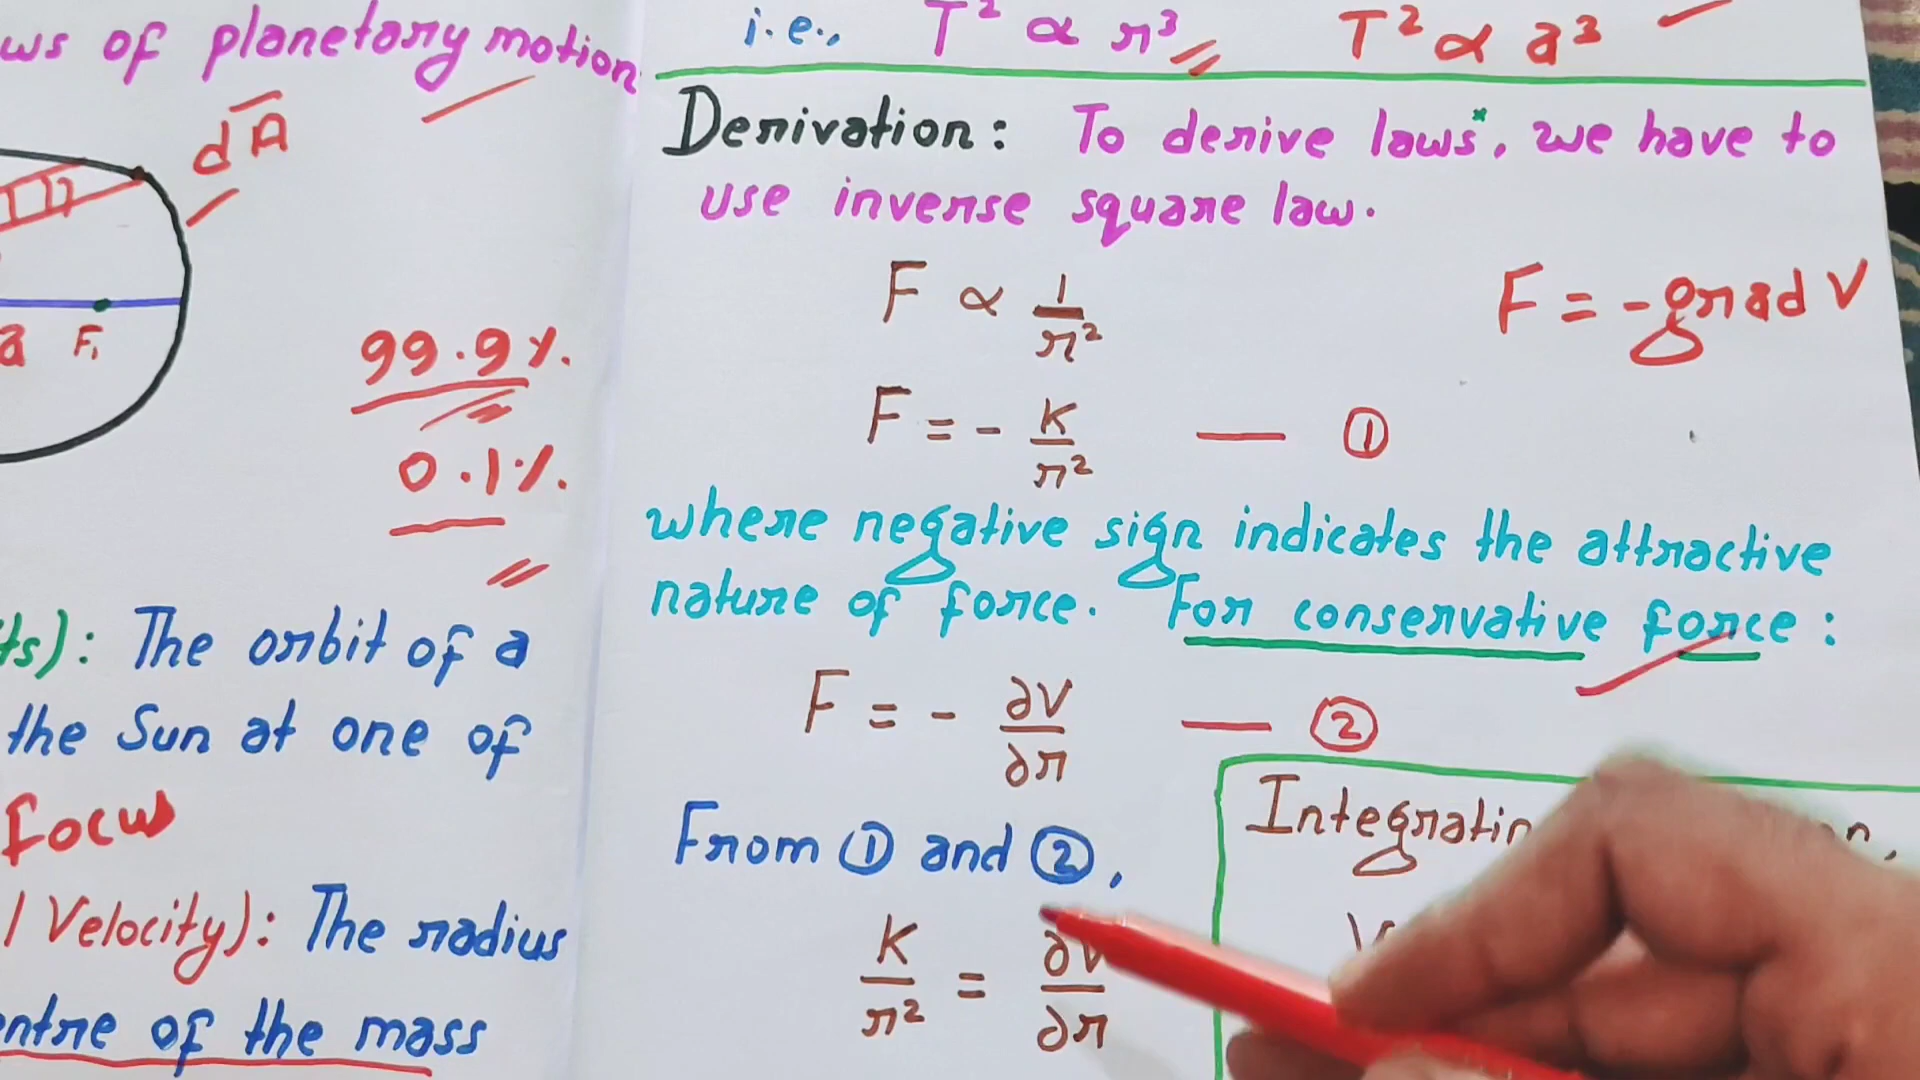 ws of planetary motion
dA
a F₁
99.9%.
0.1%.
ts): The orbit of a
the Sun at one of
Focus
l Velocity): The radius
entre of the mass
i.e., T² ∝ r³ T² ∝ a³
Derivation: To derive laws, we have to
use inverse square law.
F ∝ 1/r² F = -grad V
F = - K/r² — ①
where negative sign indicates the attractive
nature of force. For conservative force:
F = - ∂V/∂r — ②
From ① and ②,
K/r² = ∂V/∂r